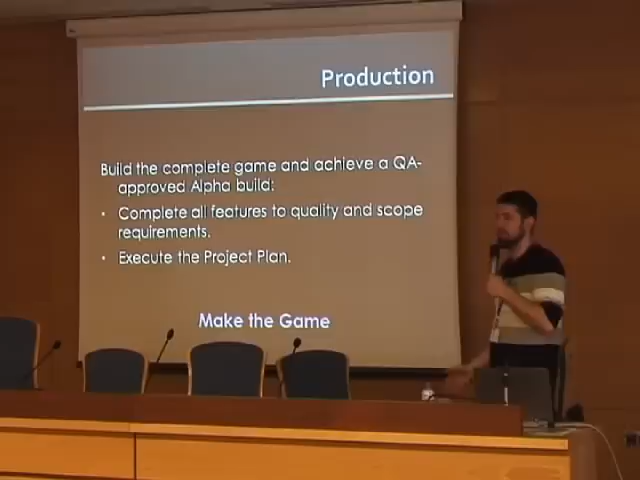 Production
Build the complete game and achieve a QA-
approved Alpha build:
• Complete all features to quality and scope
requirements.
• Execute the Project Plan.
Make the Game